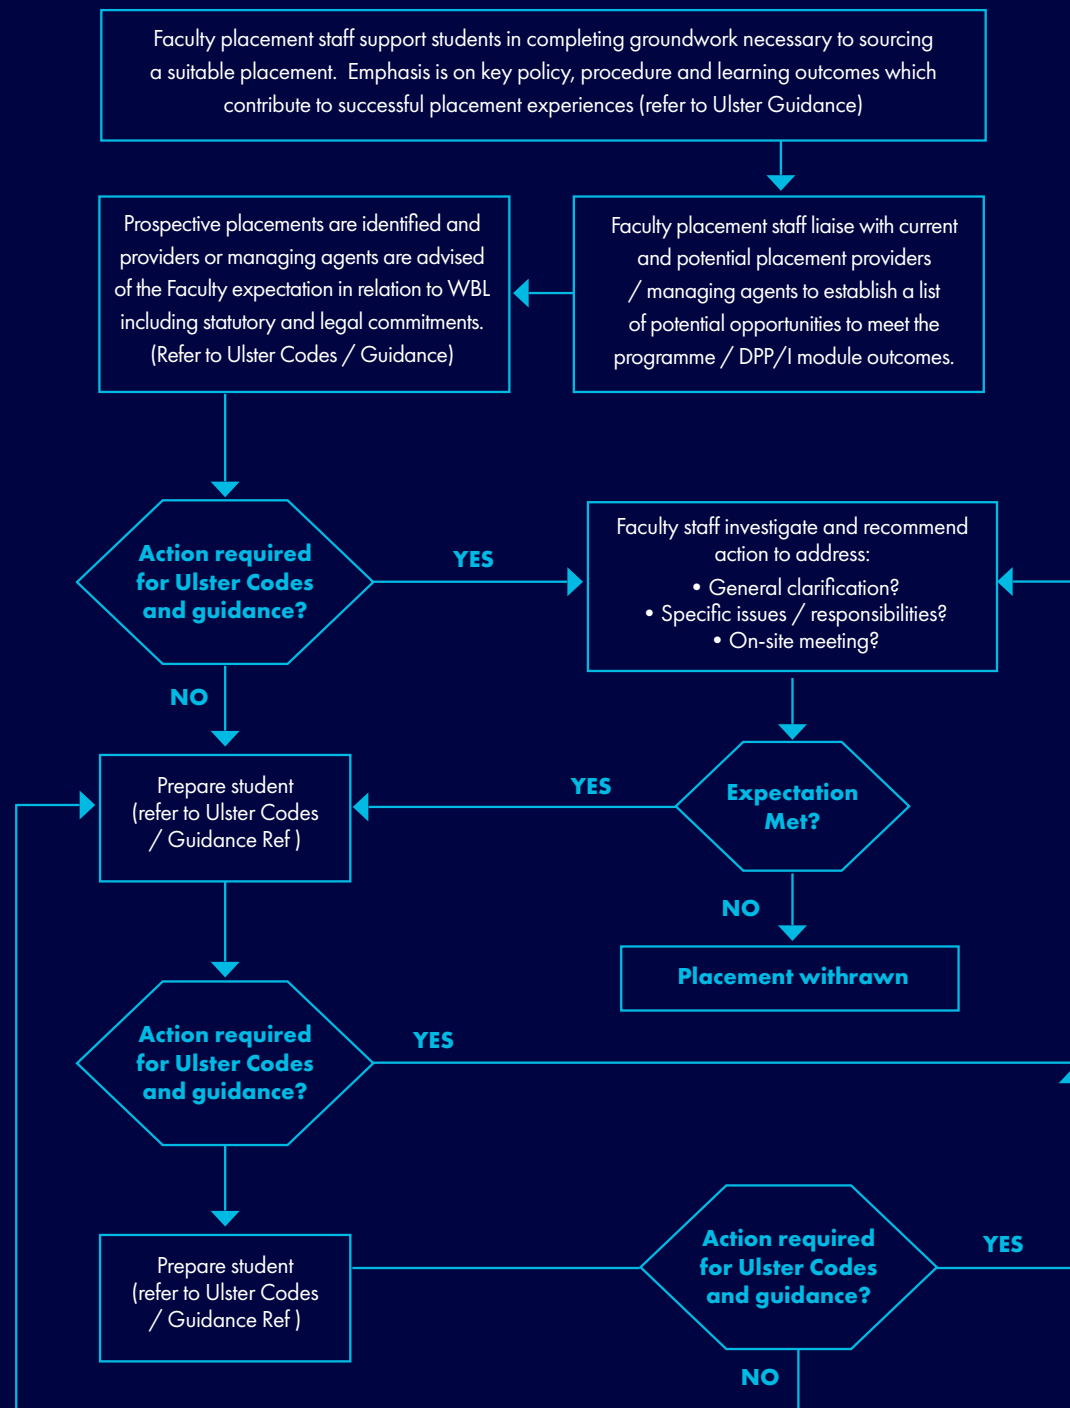 Faculty placement staff support students in completing groundwork necessary to sourcing
a suitable placement.  Emphasis is on key policy, procedure and learning outcomes which
contribute to successful placement experiences (refer to Ulster Guidance)
Prospective placements are identified and
providers or managing agents are advised
of the Faculty expectation in relation to WBL
including statutory and legal commitments.
(Refer to Ulster Codes / Guidance)
Faculty placement staff liaise with current
and potential placement providers
/ managing agents to establish a list
of potential opportunities to meet the
programme / DPP/I module outcomes.
Action required
for Ulster Codes
and guidance?
YES
Faculty staff investigate and recommend
action to address:
• General clarification?
• Specific issues / responsibilities?
• On-site meeting?
NO
Prepare student
(refer to Ulster Codes
/ Guidance Ref )
YES
Expectation
Met?
NO
Placement withrawn
Action required
for Ulster Codes
and guidance?
YES
Prepare student
(refer to Ulster Codes
/ Guidance Ref )
Action required
for Ulster Codes
and guidance?
YES
NO